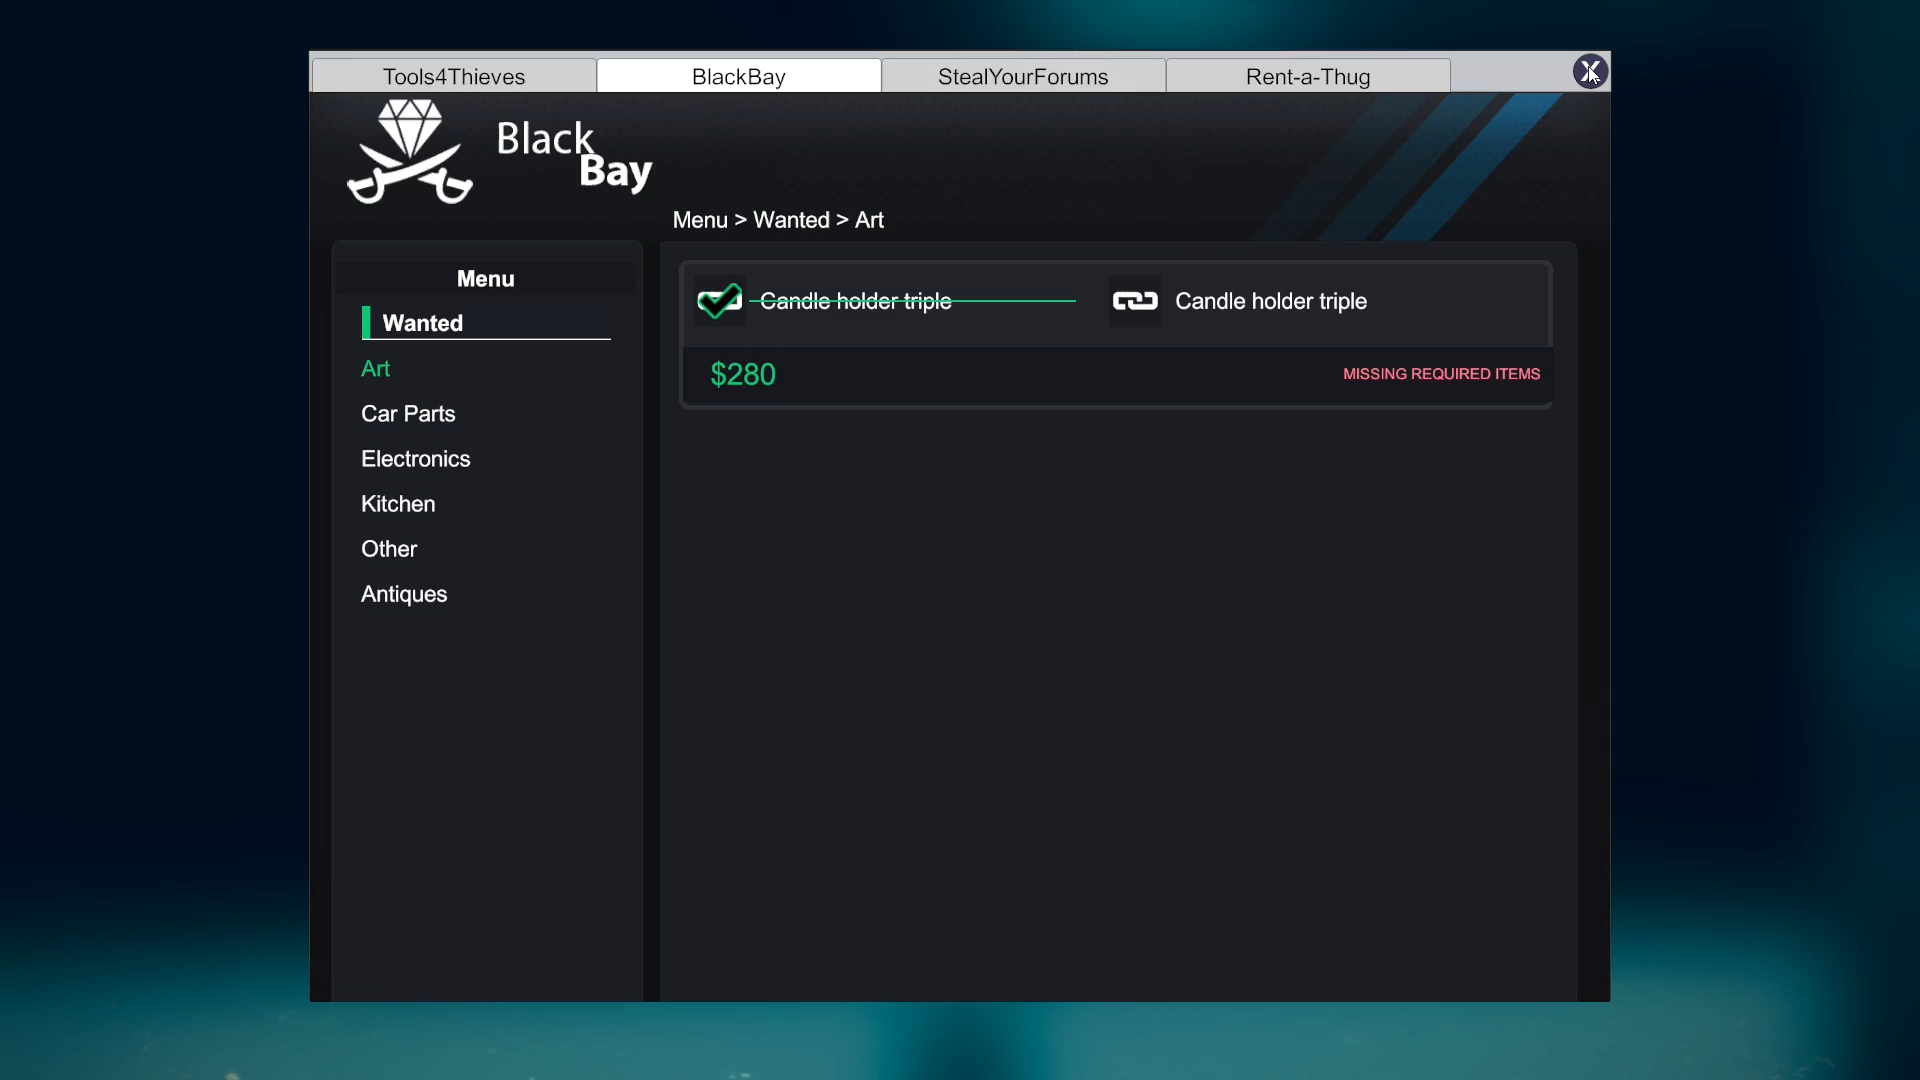 Tools4Thieves BlackBay StealYourForums Rent-a-Thug X
Black
Bay
Menu > Wanted > Art
Menu
Wanted
Art
Car Parts
Electronics
Kitchen
Other
Antiques
Candle holder triple Candle holder triple
$280 MISSING REQUIRED ITEMS